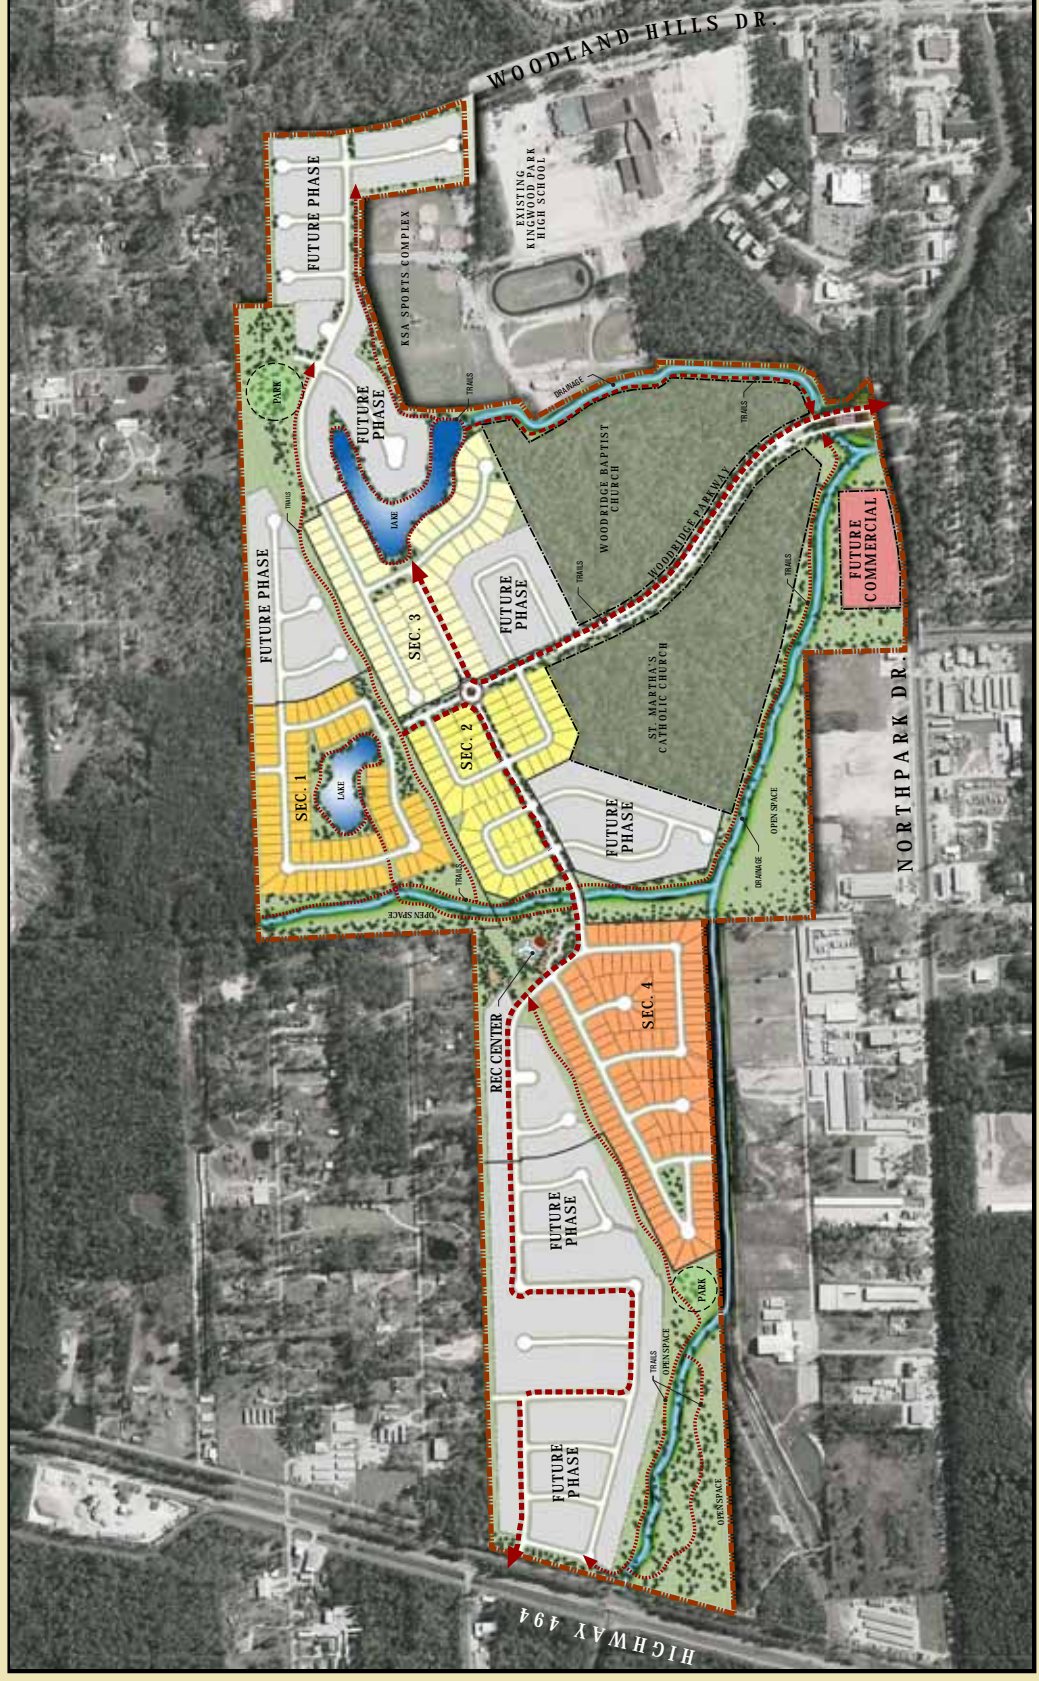 WOODLAND HILLS DR.
FUTURE PHASE
EXISTING
KINGWOOD PARK
HIGH SCHOOL
KSA SPORTS COMPLEX
PARK
FUTURE
PHASE
TRAILS
DRAINAGE
TRAILS
TRAILS
LAKE
WOODRIDGE BAPTIST
CHURCH
WOODRIDGE PARKWAY
FUTURE
COMMERCIAL
FUTURE PHASE
SEC. 3
FUTURE
PHASE
TRAILS
TRAILS
ST. MARTHA'S
CATHOLIC CHURCH
NORTHPARK DR.
SEC. 1
LAKE
SEC. 2
FUTURE
PHASE
OPEN SPACE
DRAINAGE
TRAILS
OPEN SPACE
REC CENTER
SEC. 4
FUTURE
PHASE
PARK
TRAILS
OPEN SPACE
FUTURE
PHASE
OPEN SPACE
HIGHWAY 494